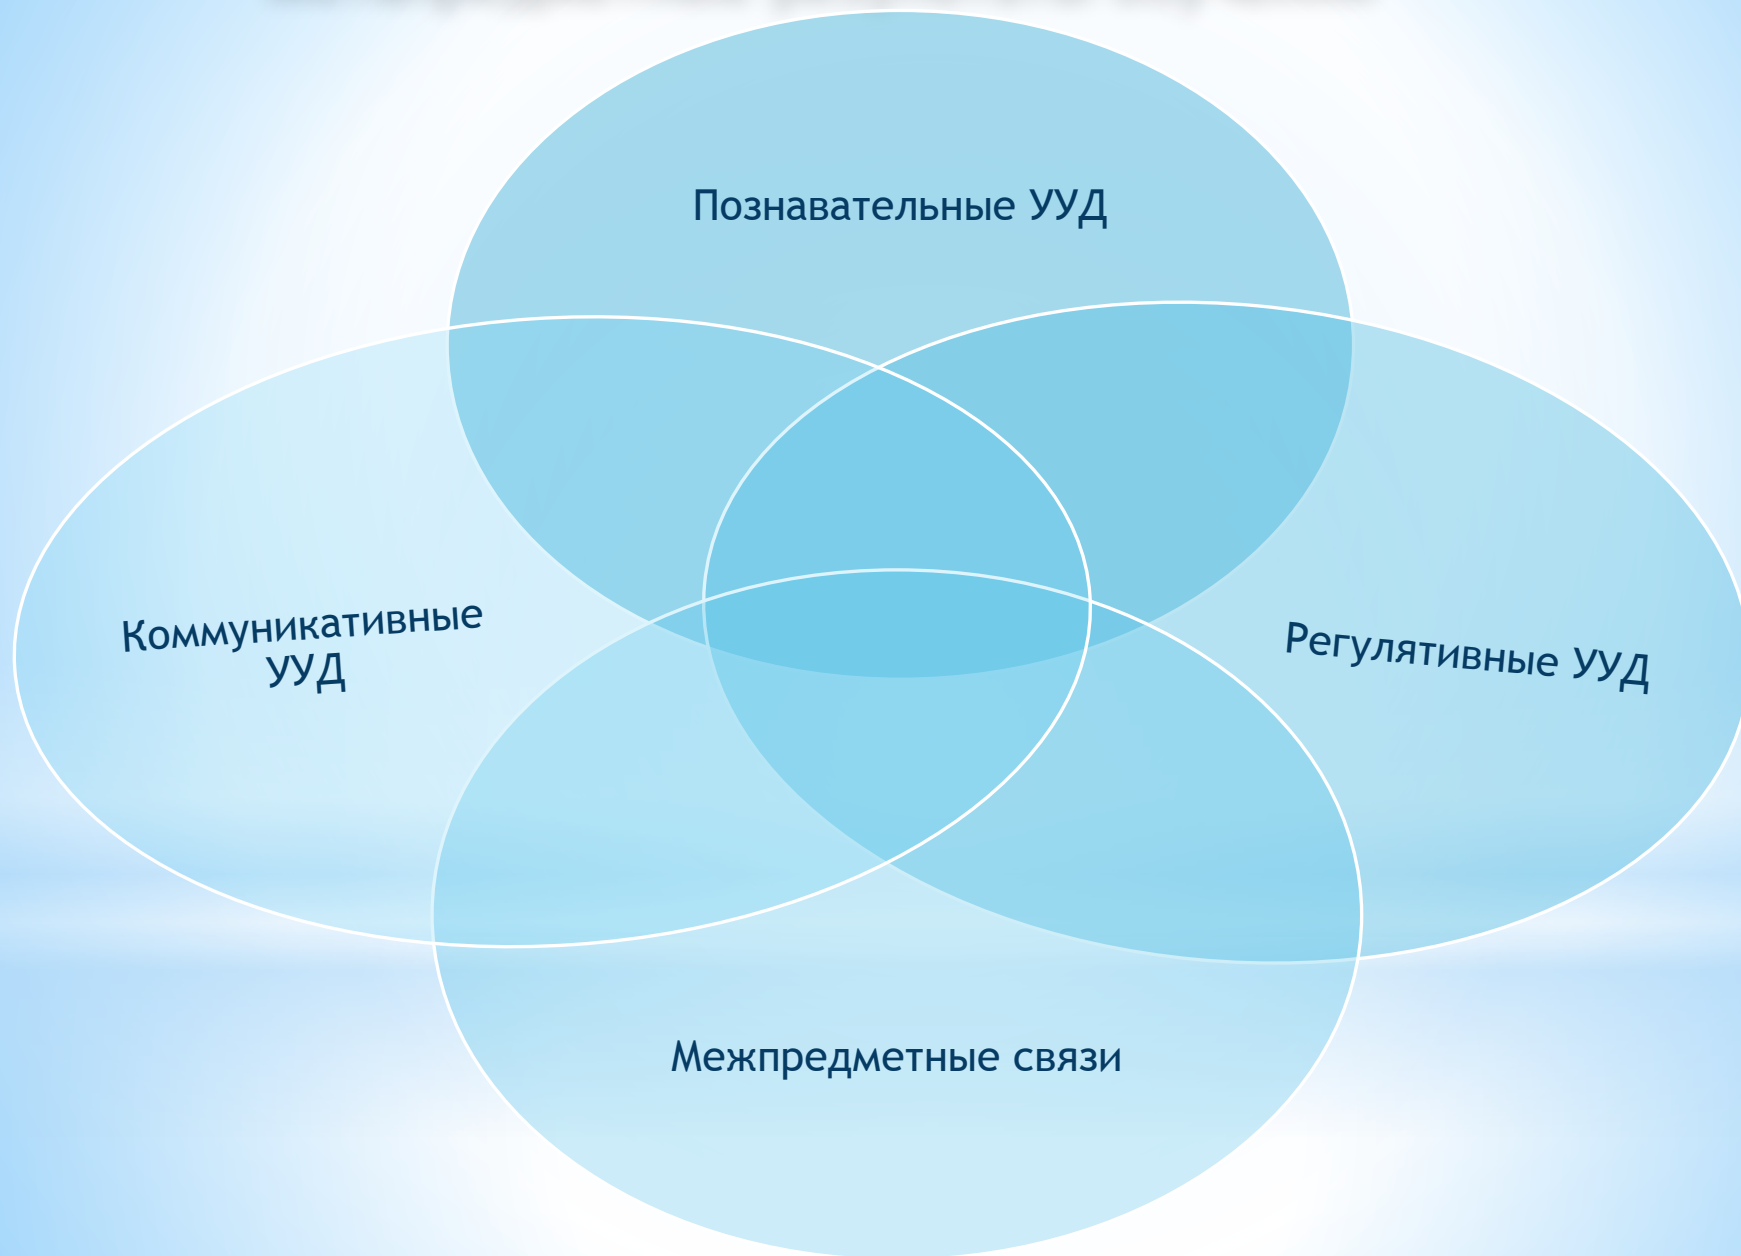 Познавательные УУД
Коммуникативные
УУД
Регулятивные УУД
Межпредметные связи